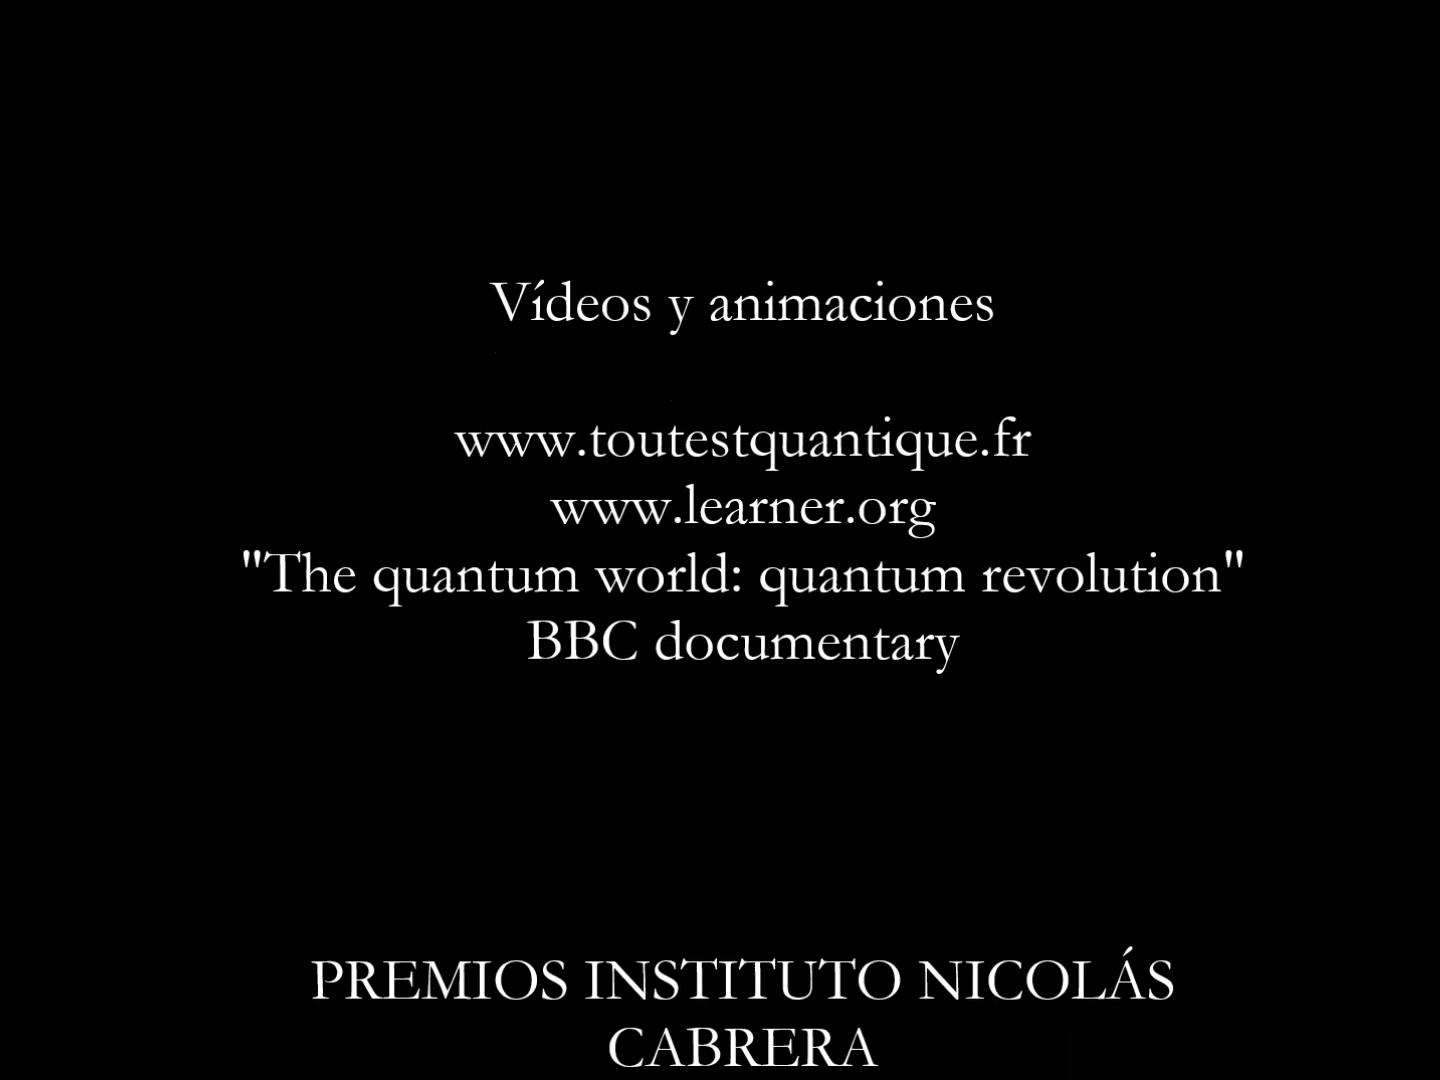 Vídeos y animaciones
www.toutestquantique.fr
www.learner.org
"The quantum world: quantum revolution"
BBC documentary
PREMIOS INSTITUTO NICOLÁS
CABRERA